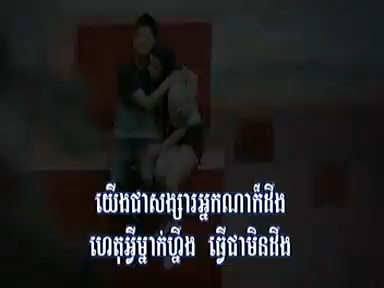 យើងជាសង្សារអ្នកណាក៏ដឹង
ហេតុអ្វីម្នាក់ហ្នឹង ធ្វើជាមិនដឹង